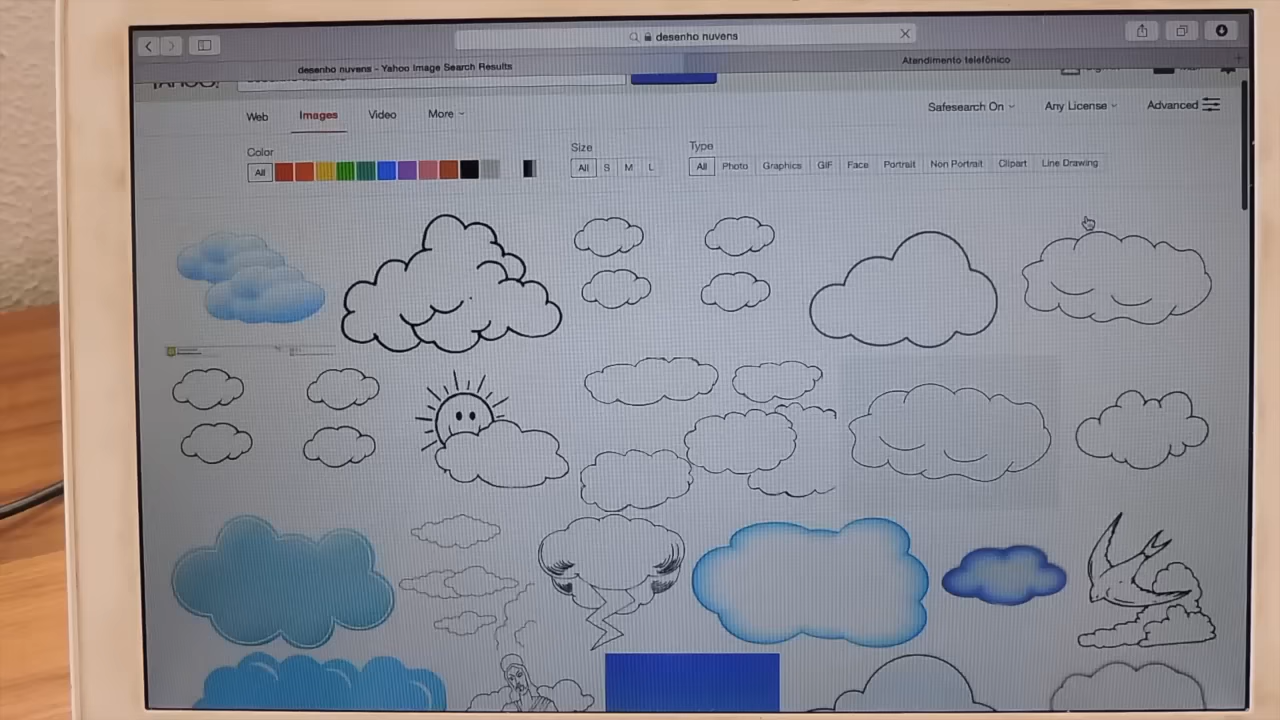 desenho nuvens
desenho nuvens - Yahoo Image Search Results
Atendimento telefônico
YAHOO!
Web Images Video More
Safesearch On Any License Advanced
Color
All
Size
All S M L
Type
All Photo Graphics GIF Face Portrait Non Portrait Clipart Line Drawing